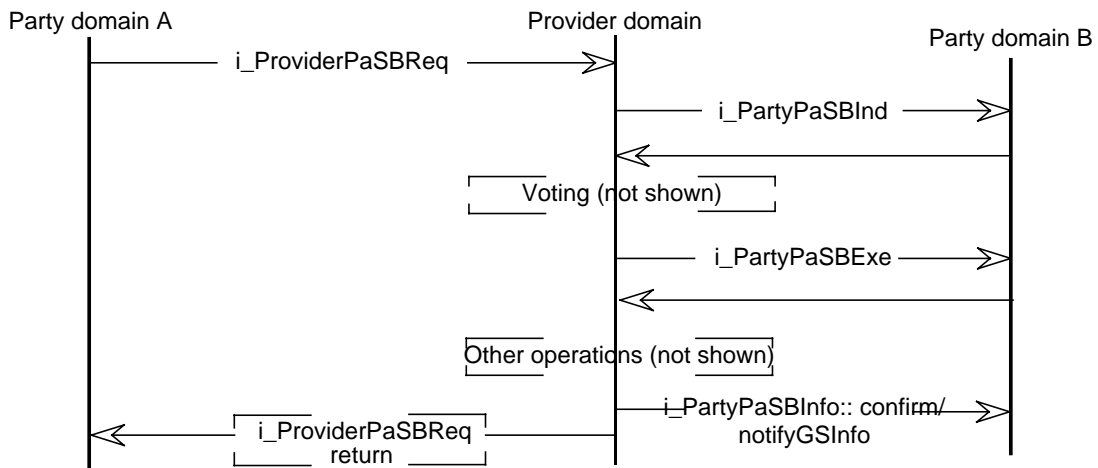 Party domain A
Provider domain
Party domain B
i_ProviderPaSBReq
i_PartyPaSBInd
Voting (not shown)
i_PartyPaSBExe
Other operations (not shown)
i_PartyPaSBInfo:: confirm/
notifyGSInfo
i_ProviderPaSBReq
return